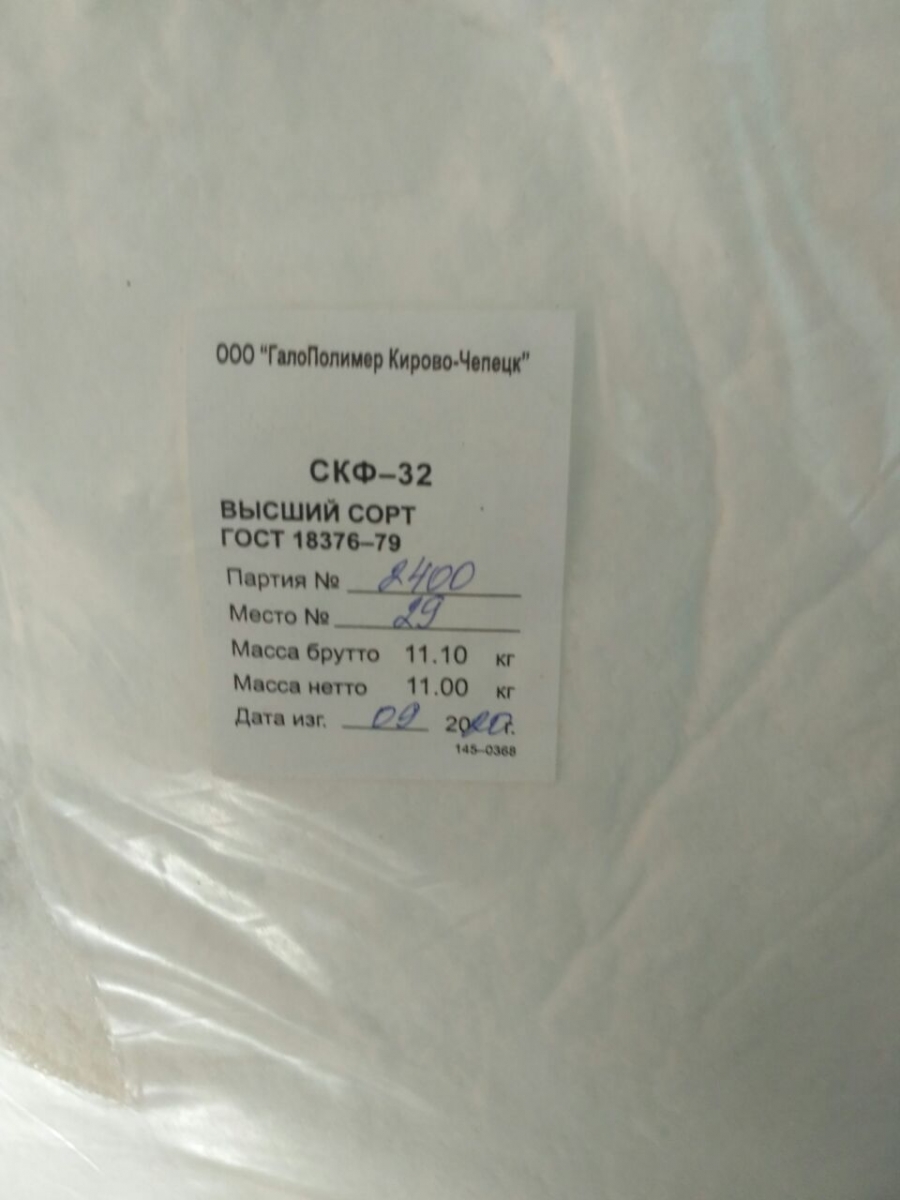 ООО "ГалоПолимер Кирово-Чепецк"
СКФ–32
ВЫСШИЙ СОРТ
ГОСТ 18376–79
Партия № 2400
Место № 29
Масса брутто 11.10 кг
Масса нетто 11.00 кг
Дата изг. 09 2020г.
145–0368